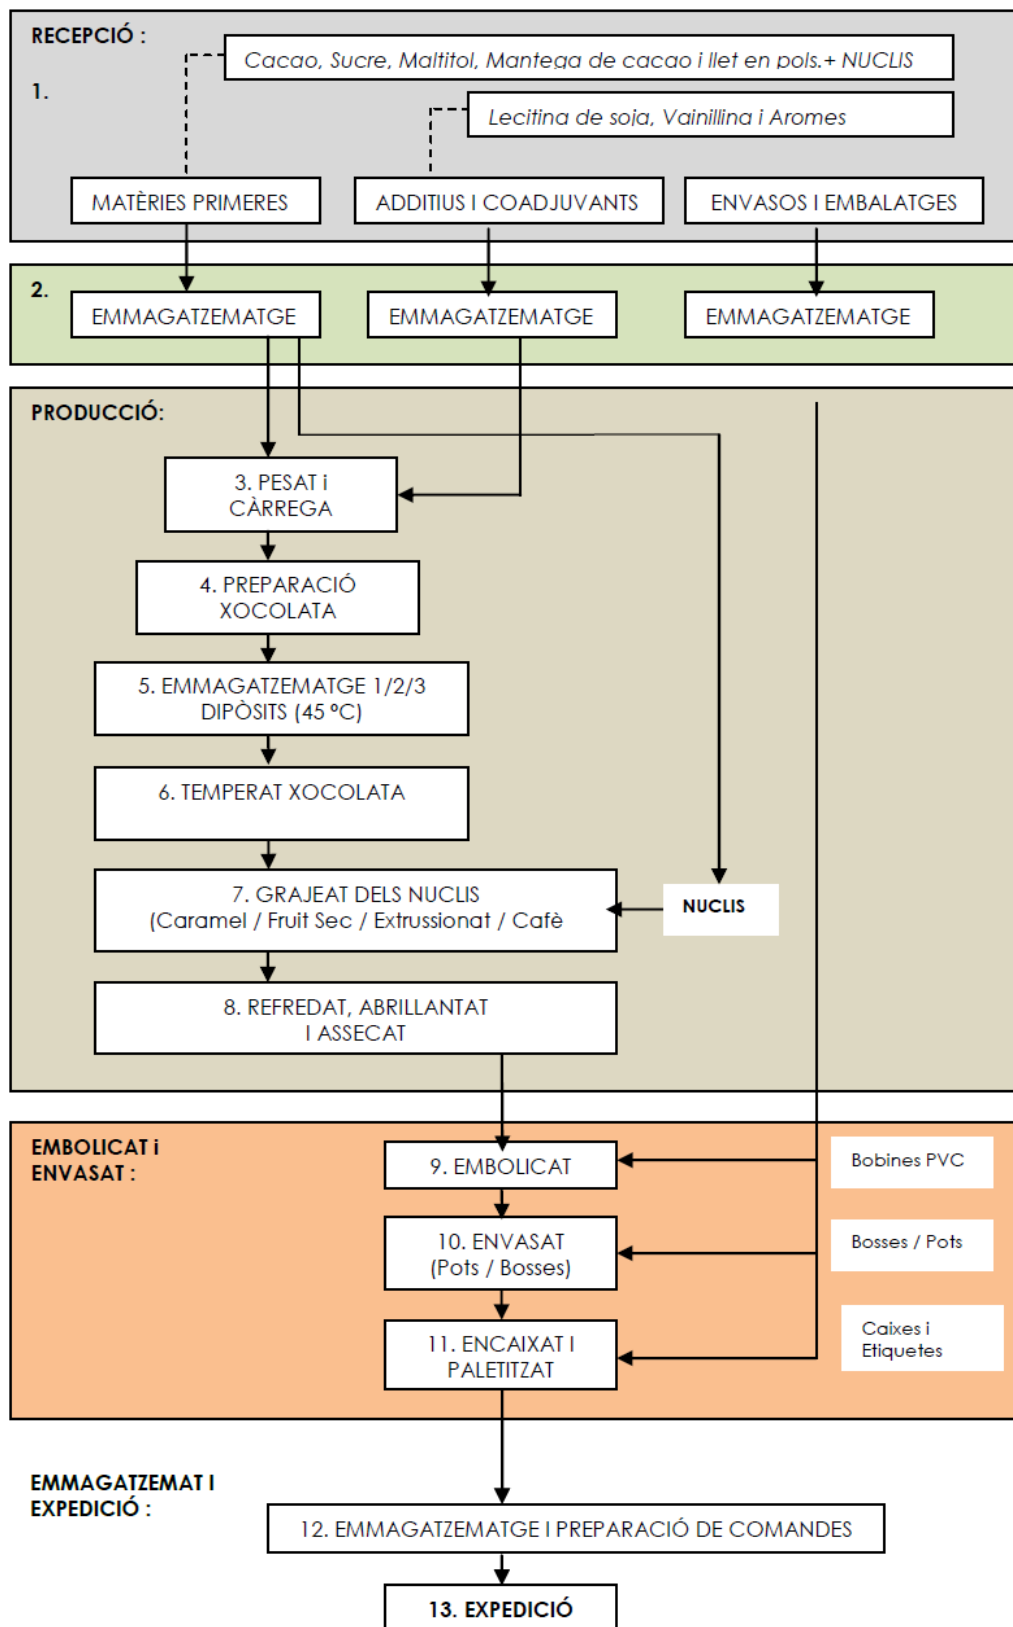 RECEPCIÓ :
Cacao, Sucre, Maltitol, Mantega de cacao i llet en pols.+ NUCLIS
1.
Lecitina de soja, Vainillina i Aromes
MATÈRIES PRIMERES
ADDITIUS I COADJUVANTS
ENVASOS I EMBALATGES
2.
EMMAGATZEMATGE
EMMAGATZEMATGE
EMMAGATZEMATGE
PRODUCCIÓ:
3. PESAT i
CÀRREGA
4. PREPARACIÓ
XOCOLATA
5. EMMAGATZEMATGE 1/2/3
DIPÒSITS (45 ºC)
6. TEMPERAT XOCOLATA
7. GRAJEAT DELS NUCLIS
(Caramel / Fruit Sec / Extrussionat / Cafè
NUCLIS
8. REFREDAT, ABRILLANTAT
I ASSECAT
EMBOLICAT i
ENVASAT :
9. EMBOLICAT
Bobines PVC
10. ENVASAT
(Pots / Bosses)
Bosses / Pots
11. ENCAIXAT I
PALETITZAT
Caixes i
Etiquetes
EMMAGATZEMAT I
EXPEDICIÓ :
12. EMMAGATZEMATGE I PREPARACIÓ DE COMANDES
13. EXPEDICIÓ